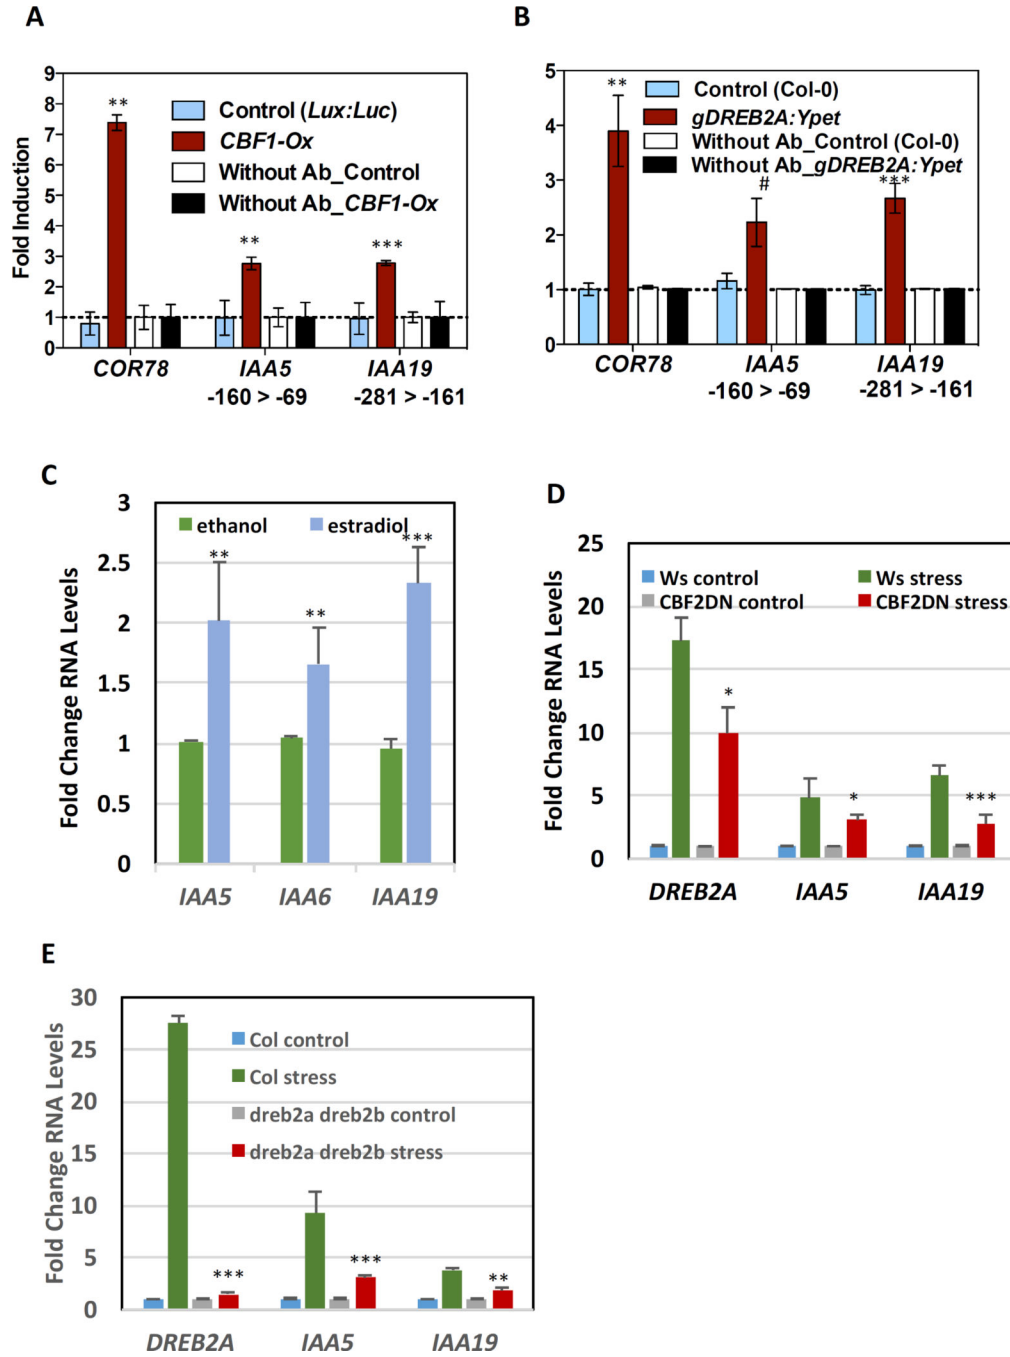 A
Fold Induction
9
8
7
6
5
4
3
2
1
0
**
**
***
Control (Lux:Luc)
CBF1-Ox
Without Ab_Control
Without Ab_CBF1-Ox
COR78 IAA5 IAA19
-160 > -69 -281 > -161
B
5
4
3
2
1
0
**
#
***
Control (Col-0)
gDREB2A:Ypet
Without Ab_Control (Col-0)
Without Ab_gDREB2A:Ypet
COR78 IAA5 IAA19
-160 > -69 -281 > -161
C
Fold Change RNA Levels
3
2.5
2
1.5
1
0.5
0
ethanol estradiol
**
**
***
IAA5 IAA6 IAA19
D
Fold Change RNA Levels
25
20
15
10
5
0
Ws control Ws stress
CBF2DN control CBF2DN stress
*
*
***
DREB2A IAA5 IAA19
E
Fold Change RNA Levels
30
25
20
15
10
5
0
Col control
Col stress
dreb2a dreb2b control
dreb2a dreb2b stress
***
***
**
DREB2A IAA5 IAA19